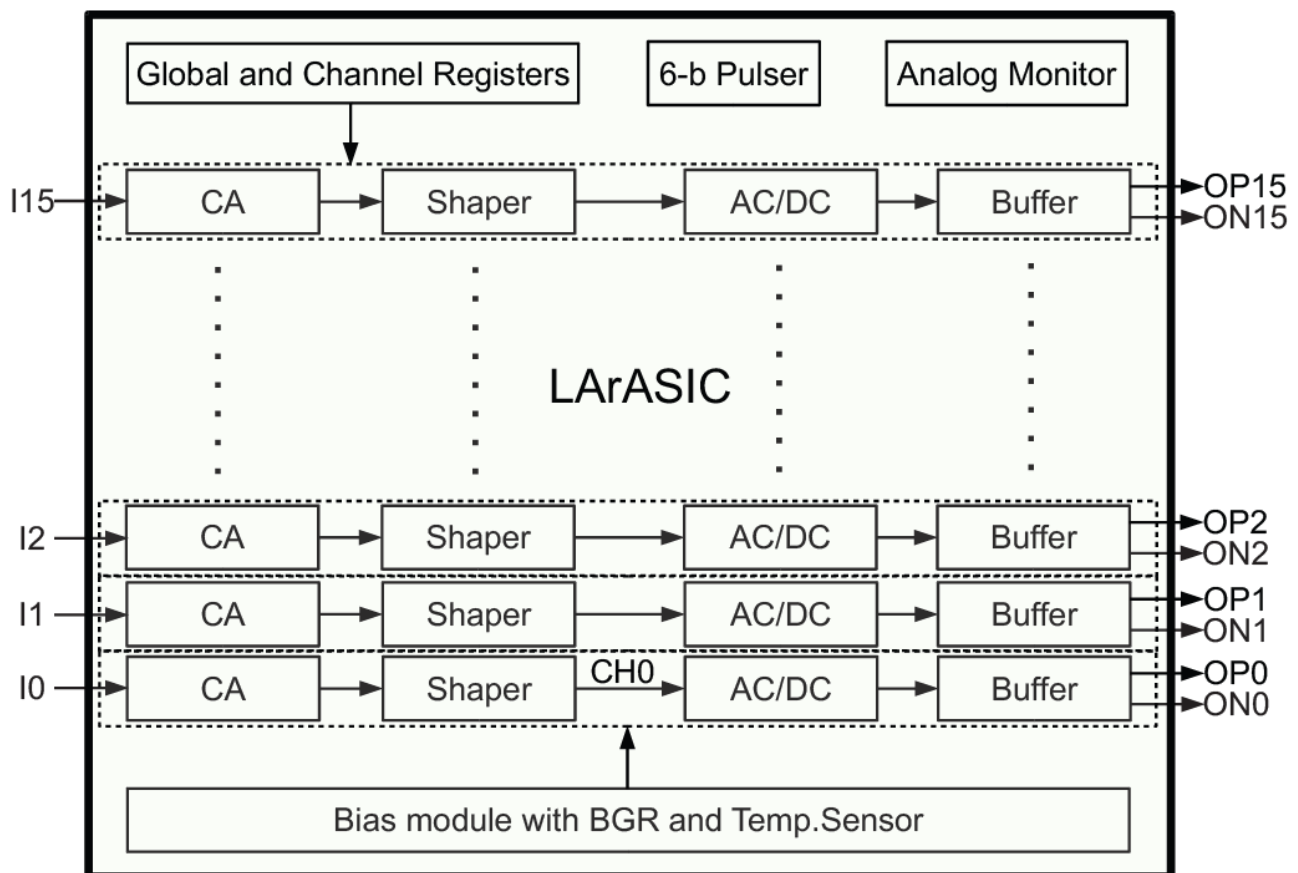 Global and Channel Registers
6-b Pulser
Analog Monitor
I15
CA
Shaper
AC/DC
Buffer
OP15
ON15
LArASIC
I2
CA
Shaper
AC/DC
Buffer
OP2
ON2
I1
CA
Shaper
AC/DC
Buffer
OP1
ON1
I0
CA
Shaper
CH0
AC/DC
Buffer
OP0
ON0
Bias module with BGR and Temp.Sensor